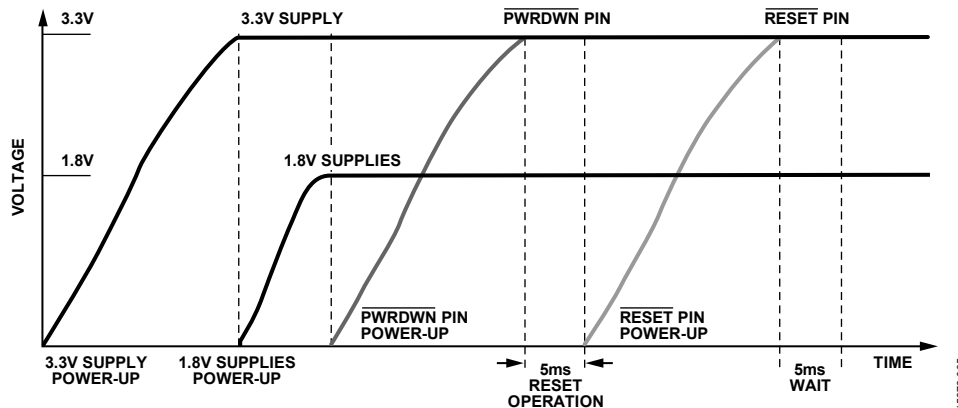 3.3V
3.3V SUPPLY
PWRDWN PIN
RESET PIN
1.8V
1.8V SUPPLIES
VOLTAGE
PWRDWN PIN
POWER-UP
RESET PIN
POWER-UP
3.3V SUPPLY
POWER-UP
1.8V SUPPLIES
POWER-UP
5ms
RESET
OPERATION
5ms
WAIT
TIME